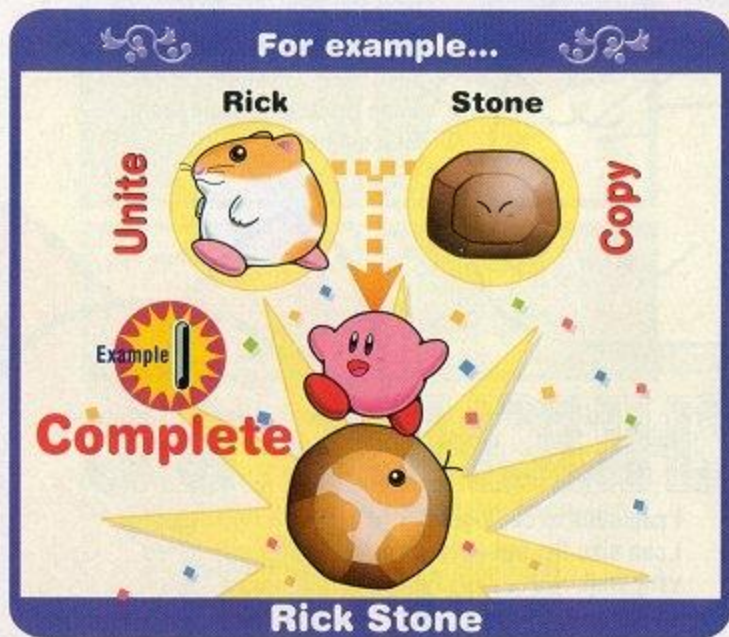 For example...
Rick
Stone
Unite
Copy
Example 1
Complete
Rick Stone